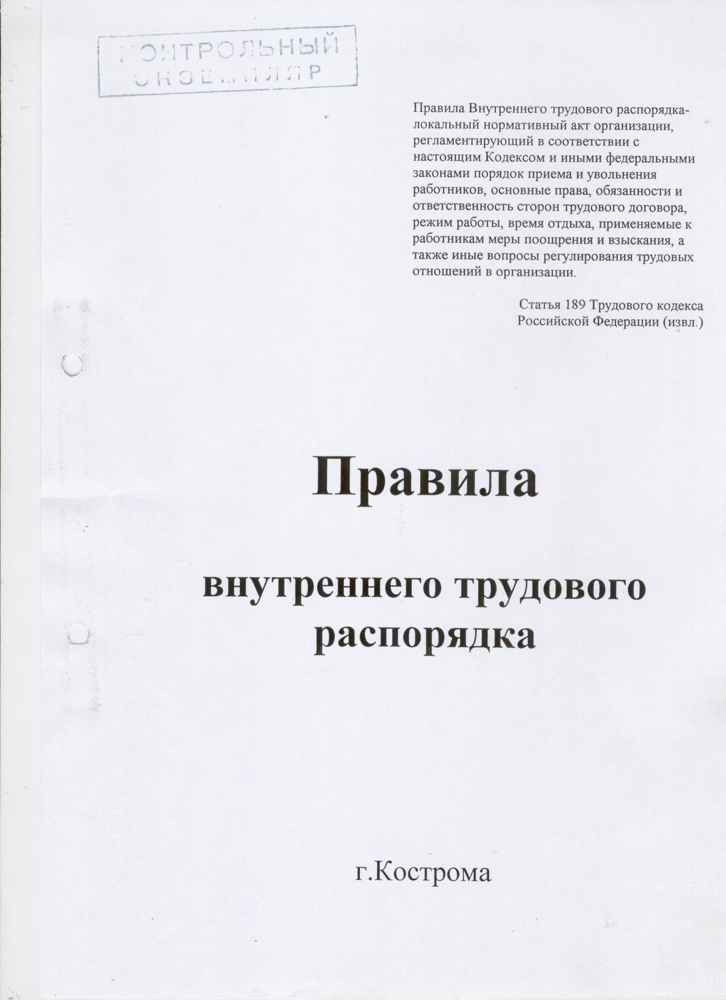 КОНТРОЛЬНЫЙ
ЭКЗЕМПЛЯР
Правила Внутреннего трудового распорядка-
локальный нормативный акт организации,
регламентирующий в соответствии с
настоящим Кодексом и иными федеральными
законами порядок приема и увольнения
работников, основные права, обязанности и
ответственность сторон трудового договора,
режим работы, время отдыха, применяемые к
работникам меры поощрения и взыскания, а
также иные вопросы регулирования трудовых
отношений в организации.
Статья 189 Трудового кодекса
Российской Федерации (извл.)
Правила
внутреннего трудового
распорядка
г.Кострома